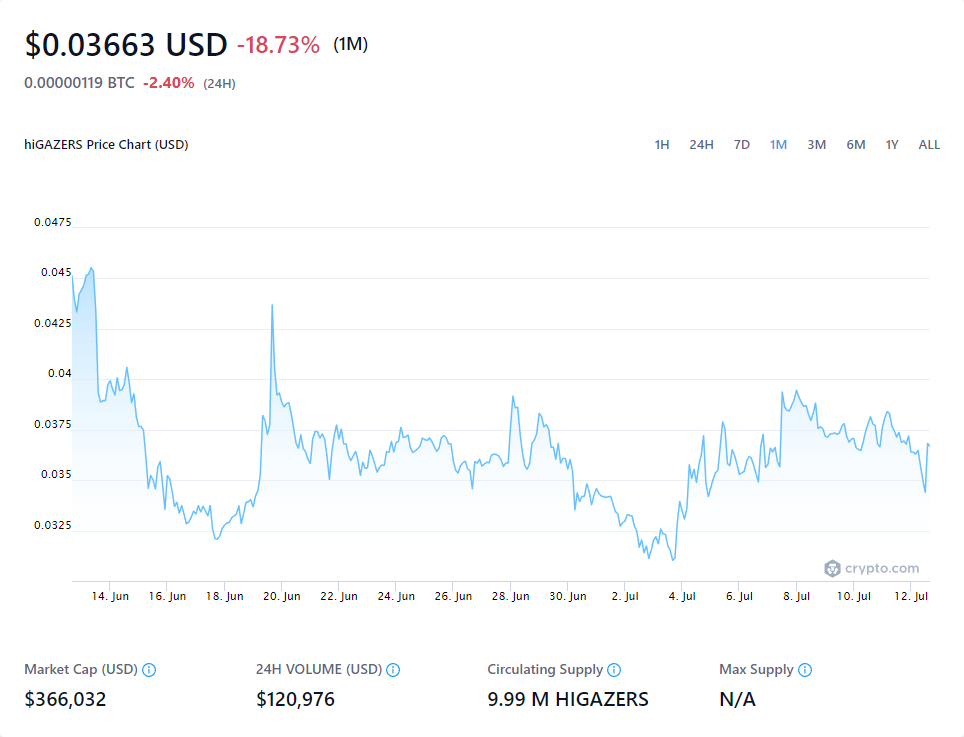 $0.03663 USD -18.73% (1M)
0.00000119 BTC -2.40% (24H)
hiGAZERS Price Chart (USD) 1H 24H 7D 1M 3M 6M 1Y ALL
0.0475
0.045
0.0425
0.04
0.0375
0.035
0.0325
crypto.com
14. Jun 16. Jun 18. Jun 20. Jun 22. Jun 24. Jun 26. Jun 28. Jun 30. Jun 2. Jul 4. Jul 6. Jul 8. Jul 10. Jul 12. Jul
Market Cap (USD) 24H VOLUME (USD) Circulating Supply Max Supply
$366,032 $120,976 9.99 M HIGAZERS N/A